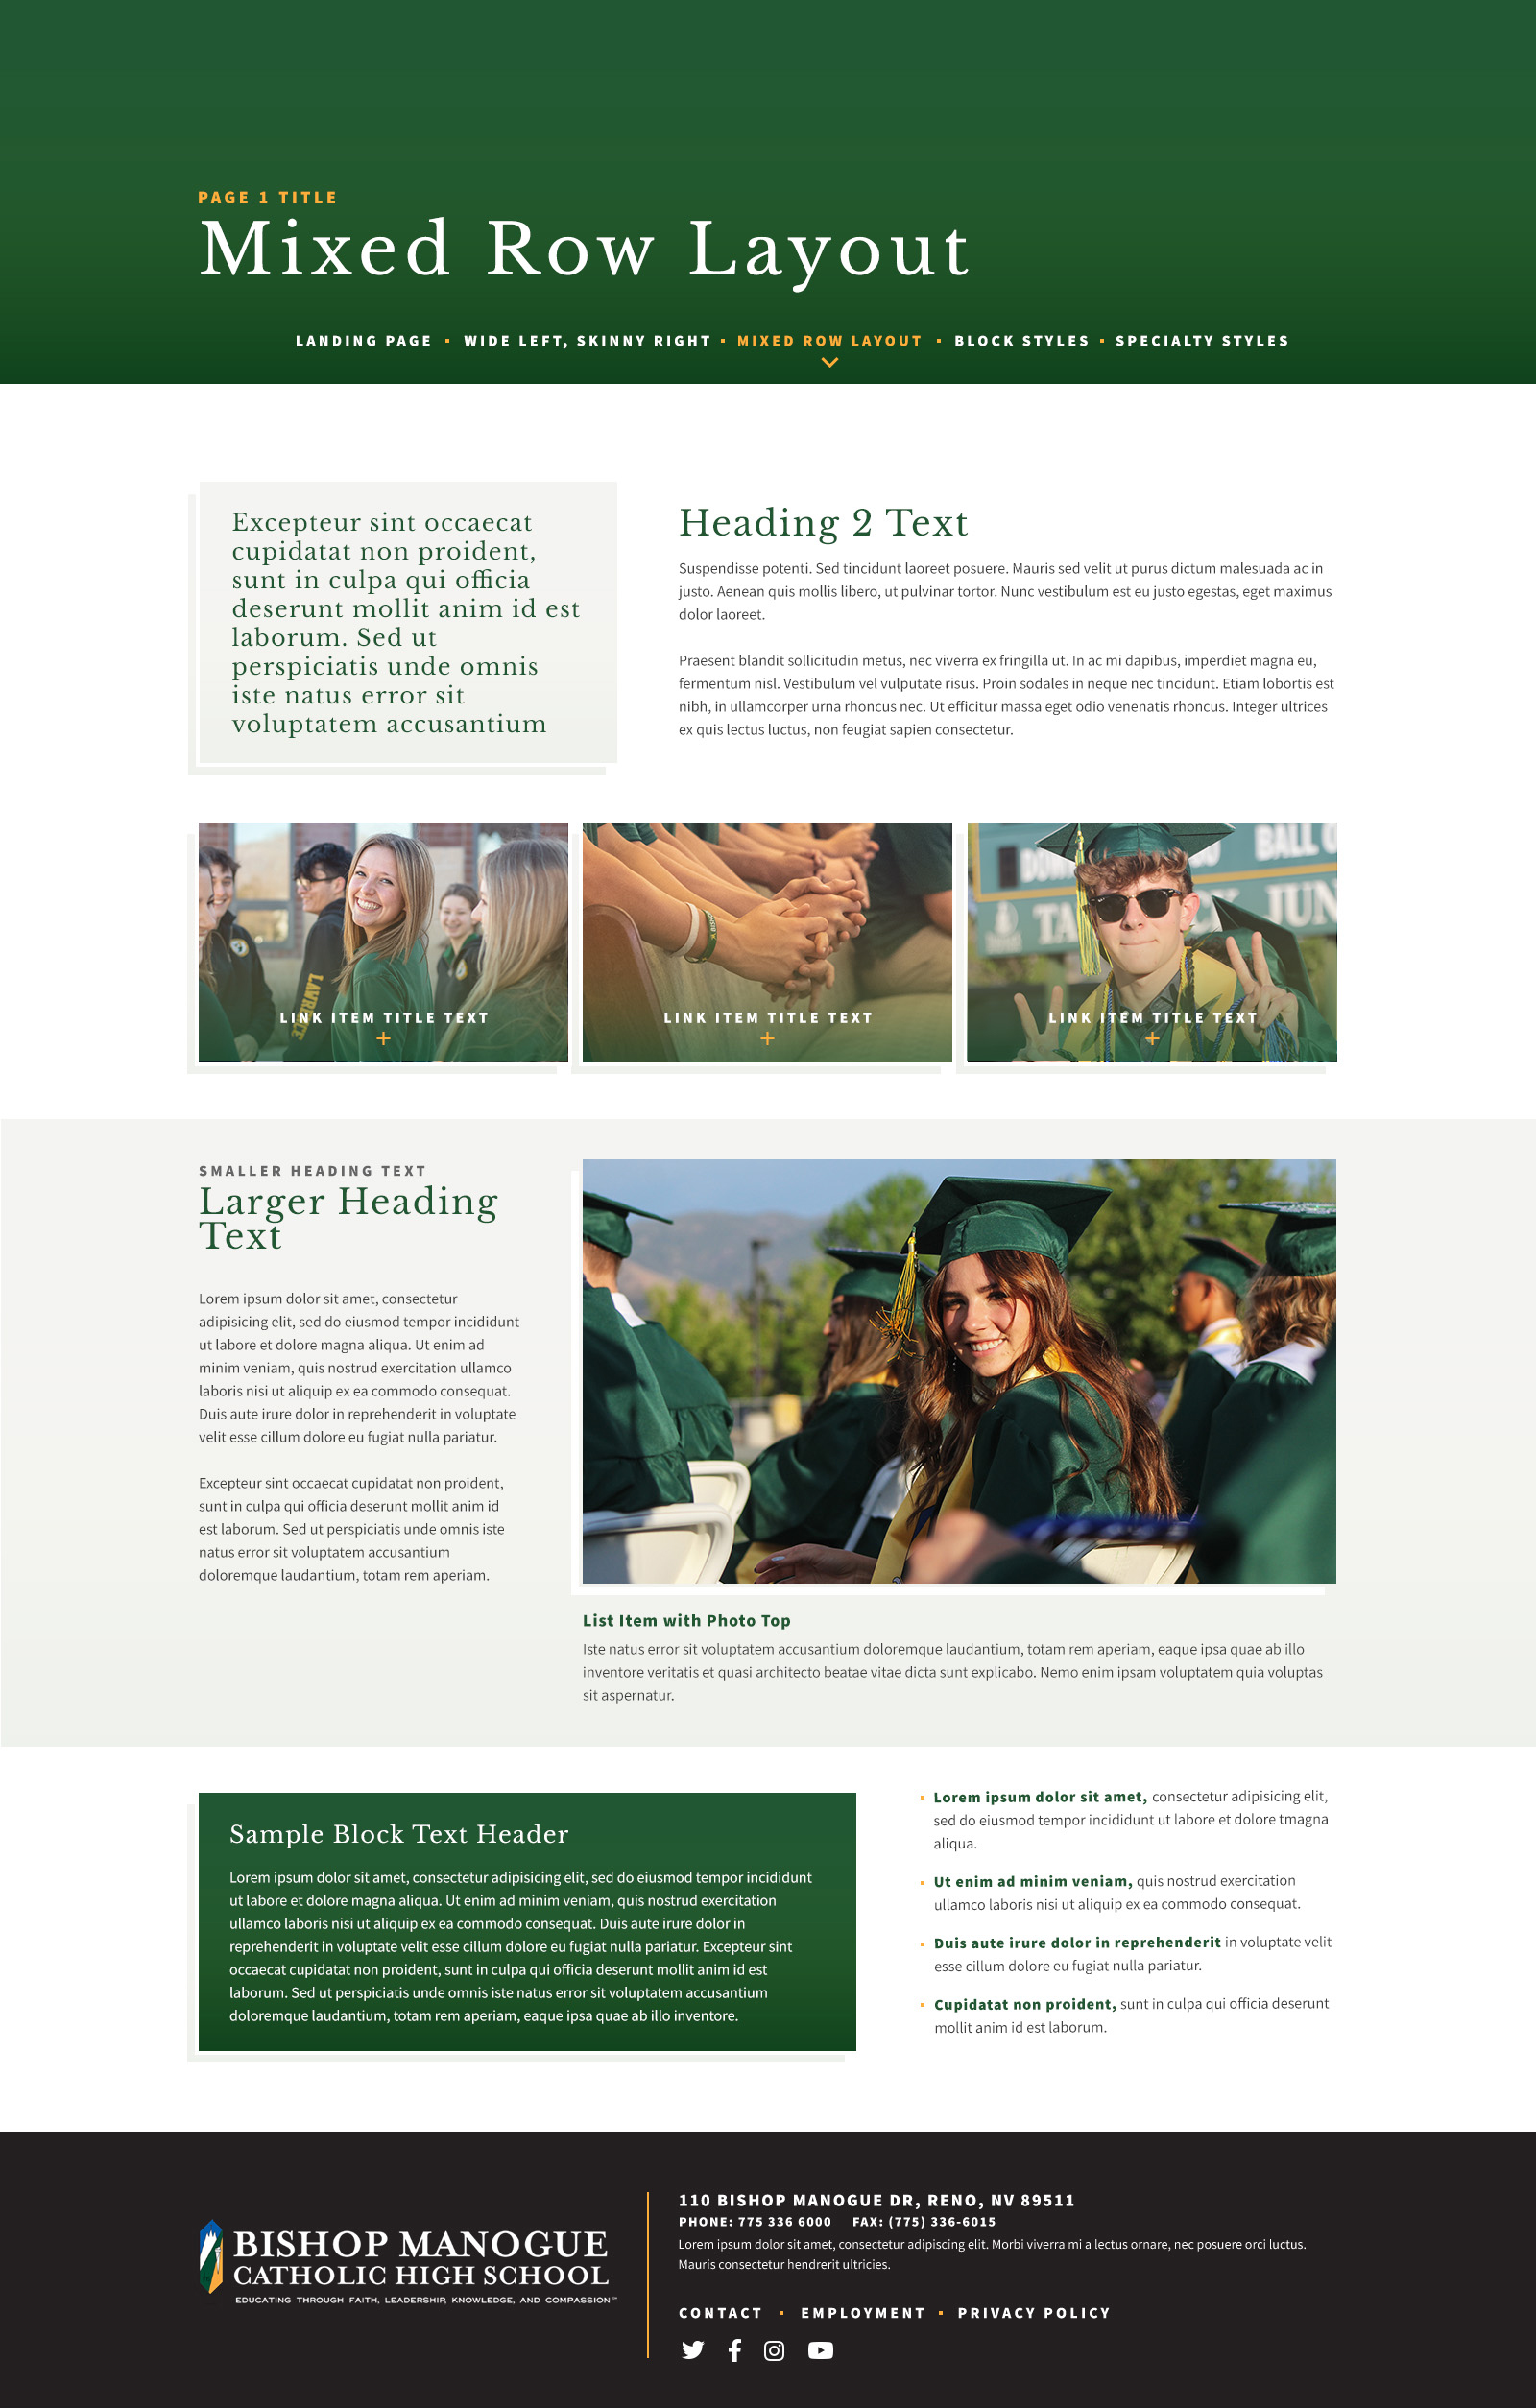 PAGE 1 TITLE
Mixed Row Layout
LANDING PAGE ▪ WIDE LEFT, SKINNY RIGHT ▪ MIXED ROW LAYOUT ▪ BLOCK STYLES ▪ SPECIALTY STYLES
Excepteur sint occaecat
cupidatat non proident,
sunt in culpa qui officia
deserunt mollit anim id est
laborum. Sed ut
perspiciatis unde omnis
iste natus error sit
voluptatem accusantium
Heading 2 Text
Suspendisse potenti. Sed tincidunt laoreet posuere. Mauris sed velit ut purus dictum malesuada ac in
justo. Aenean quis mollis libero, ut pulvinar tortor. Nunc vestibulum est eu justo egestas, eget maximus
dolor laoreet.
Praesent blandit sollicitudin metus, nec viverra ex fringilla ut. In ac mi dapibus, imperdiet magna eu,
fermentum nisl. Vestibulum vel vulputate risus. Proin sodales in neque nec tincidunt. Etiam lobortis est
nibh, in ullamcorper urna rhoncus nec. Ut efficitur massa eget odio venenatis rhoncus. Integer ultrices
ex quis lectus luctus, non feugiat sapien consectetur.
LINK ITEM TITLE TEXT
+
LINK ITEM TITLE TEXT
+
BALL
JUN
LINK ITEM TITLE TEXT
+
SMALLER HEADING TEXT
Larger Heading
Text
Lorem ipsum dolor sit amet, consectetur
adipisicing elit, sed do eiusmod tempor incididunt
ut labore et dolore magna aliqua. Ut enim ad
minim veniam, quis nostrud exercitation ullamco
laboris nisi ut aliquip ex ea commodo consequat.
Duis aute irure dolor in reprehenderit in voluptate
velit esse cillum dolore eu fugiat nulla pariatur.
Excepteur sint occaecat cupidatat non proident,
sunt in culpa qui officia deserunt mollit anim id
est laborum. Sed ut perspiciatis unde omnis iste
natus error sit voluptatem accusantium
doloremque laudantium, totam rem aperiam.
List Item with Photo Top
Iste natus error sit voluptatem accusantium doloremque laudantium, totam rem aperiam, eaque ipsa quae ab illo
inventore veritatis et quasi architecto beatae vitae dicta sunt explicabo. Nemo enim ipsam voluptatem quia voluptas
sit aspernatur.
Sample Block Text Header
Lorem ipsum dolor sit amet, consectetur adipisicing elit, sed do eiusmod tempor incididunt
ut labore et dolore magna aliqua. Ut enim ad minim veniam, quis nostrud exercitation
ullamco laboris nisi ut aliquip ex ea commodo consequat. Duis aute irure dolor in
reprehenderit in voluptate velit esse cillum dolore eu fugiat nulla pariatur. Excepteur sint
occaecat cupidatat non proident, sunt in culpa qui officia deserunt mollit anim id est
laborum. Sed ut perspiciatis unde omnis iste natus error sit voluptatem accusantium
doloremque laudantium, totam rem aperiam, eaque ipsa quae ab illo inventore.
▪ Lorem ipsum dolor sit amet, consectetur adipisicing elit,
sed do eiusmod tempor incididunt ut labore et dolore tmagna
aliqua.
▪ Ut enim ad minim veniam, quis nostrud exercitation
ullamco laboris nisi ut aliquip ex ea commodo consequat.
▪ Duis aute irure dolor in reprehenderit in voluptate velit
esse cillum dolore eu fugiat nulla pariatur.
▪ Cupidatat non proident, sunt in culpa qui officia deserunt
mollit anim id est laborum.
BISHOP MANOGUE
CATHOLIC HIGH SCHOOL
EDUCATING THROUGH FAITH, LEADERSHIP, KNOWLEDGE, AND COMPASSION™
110 BISHOP MANOGUE DR, RENO, NV 89511
PHONE: 775 336 6000 FAX: (775) 336-6015
Lorem ipsum dolor sit amet, consectetur adipiscing elit. Morbi viverra mi a lectus ornare, nec posuere orci luctus.
Mauris consectetur hendrerit ultricies.
CONTACT ▪ EMPLOYMENT ▪ PRIVACY POLICY